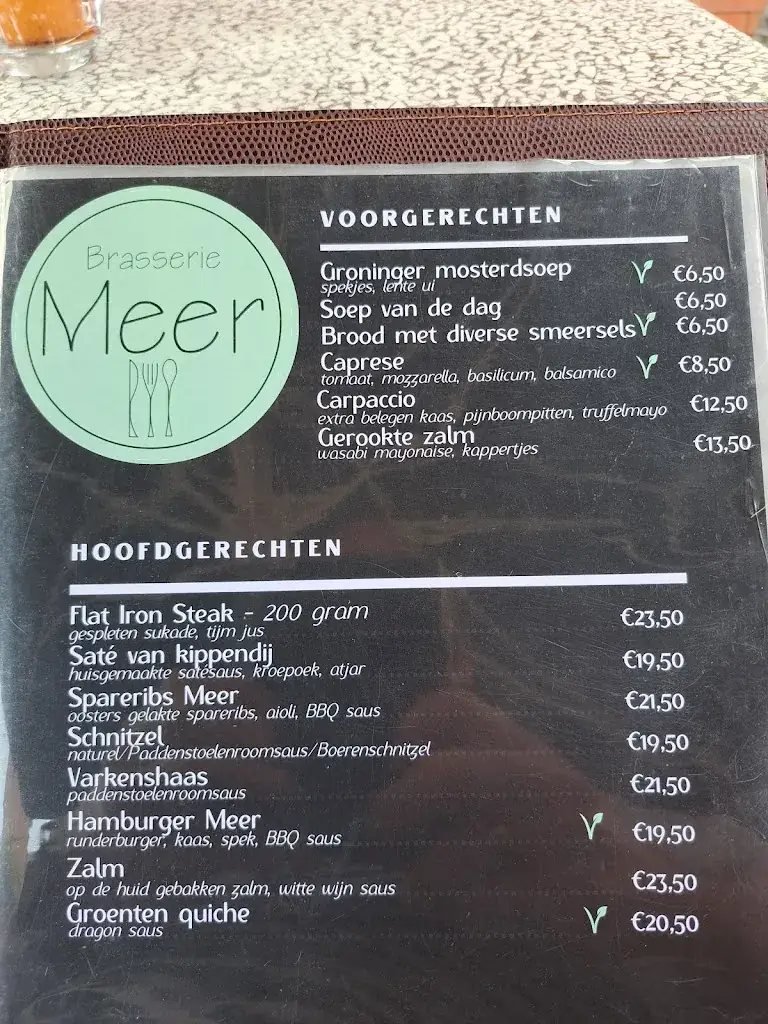 Brasserie
Meer
VOORGERECHTEN
Groninger mosterdsoep €6,50
spekjes, lente ui
Soep van de dag €6,50
Brood met diverse smeersels €6,50
Caprese €8,50
tomaat, mozzarella, basilicum, balsamico
Carpaccio €12,50
extra belegen kaas, pijnboompitten, truffelmayo
Gerookte zalm €13,50
wasabi mayonaise, kappertjes
HOOFDGERECHTEN
Flat Iron Steak - 200 gram €23,50
gespleten sukade, tijm jus
Saté van kippendij €19,50
huisgemaakte satésaus, kroepoek, atjar
Spareribs Meer €21,50
oosters gelakte spareribs, aioli, BBQ saus
Schnitzel €19,50
naturel/Paddenstoelenroomsaus/Boerenschnitzel
Varkenshaas €21,50
paddenstoelenroomsaus
Hamburger Meer €19,50
runderburger, kaas, spek, BBQ saus
Zalm €23,50
op de huid gebakken zalm, witte wijn saus
Groenten quiche €20,50
dragon saus